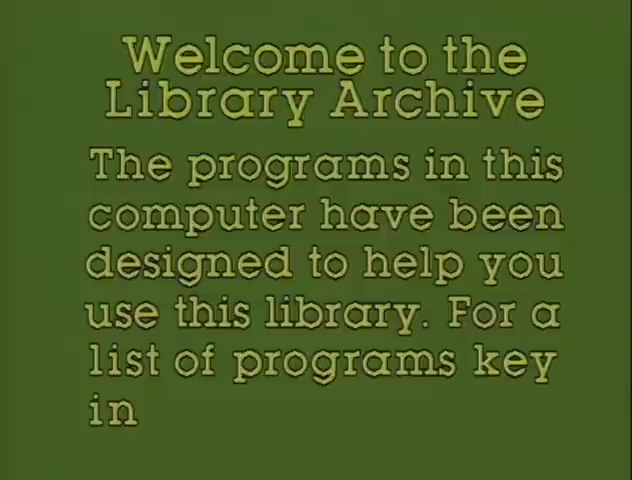 Welcome to the
Library Archive
The programs in this
computer have been
designed to help you
use this library. For a
list of programs key
in